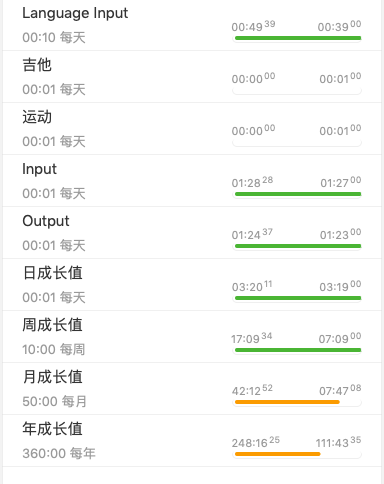 Language Input
00:49 39 00:39 00
00:10 每天
吉他
00:00 00 00:01 00
00:01 每天
运动
00:00 00 00:01 00
00:01 每天
Input
01:28 28 01:27 00
00:01 每天
Output
01:24 37 01:23 00
00:01 每天
日成长值
03:20 11 03:19 00
00:01 每天
周成长值
17:09 34 07:09 00
10:00 每周
月成长值
42:12 52 07:47 08
50:00 每月
年成长值
248:16 25 111:43 35
360:00 每年